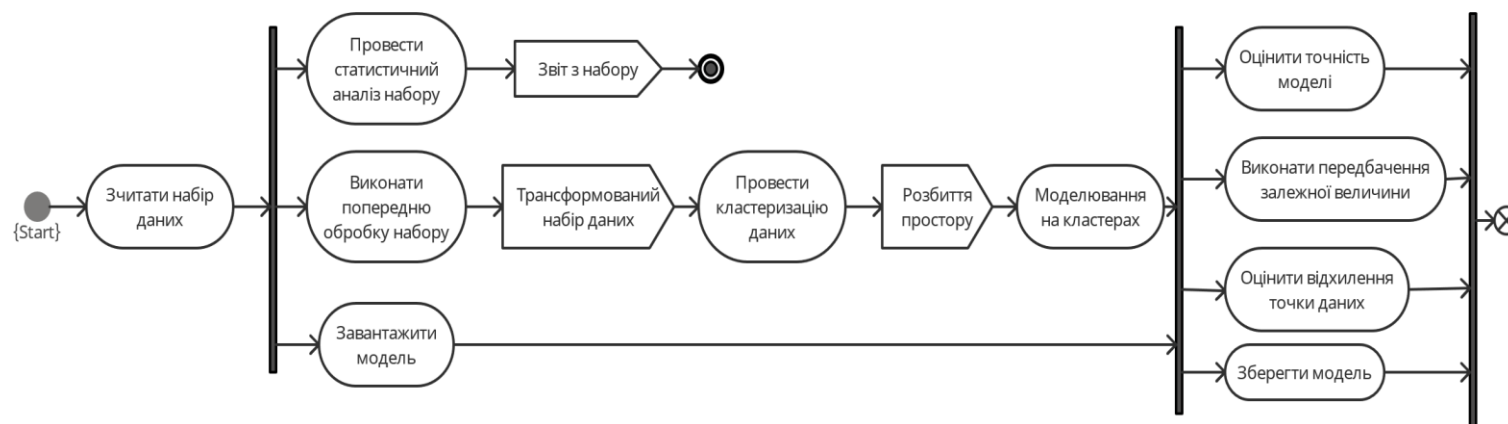 {Start}
Зчитати набір
даних
Провести
статистичний
аналіз набору
Звіт з набору
Виконати
попередню
обробку набору
Трансформований
набір даних
Провести
кластеризацію
даних
Розбиття
простору
Моделювання
на кластерах
Завантажити
модель
Оцінити точність
моделі
Виконати передбачення
залежної величини
Оцінити відхилення
точки даних
Зберегти модель